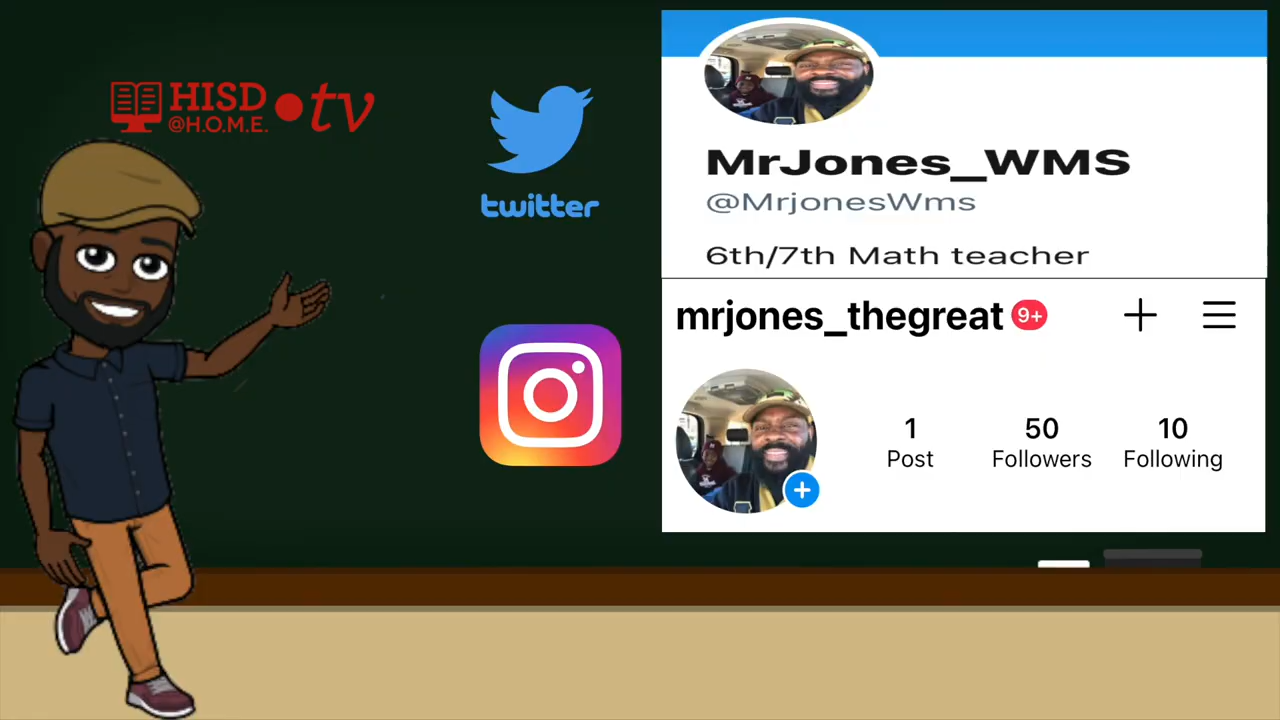 HISD
@H.O.M.E.
tv
twitter
MrJones_WMS
@MrjonesWms
6th/7th Math teacher
mrjones_thegreat 9+
1 50 10
Post Followers Following